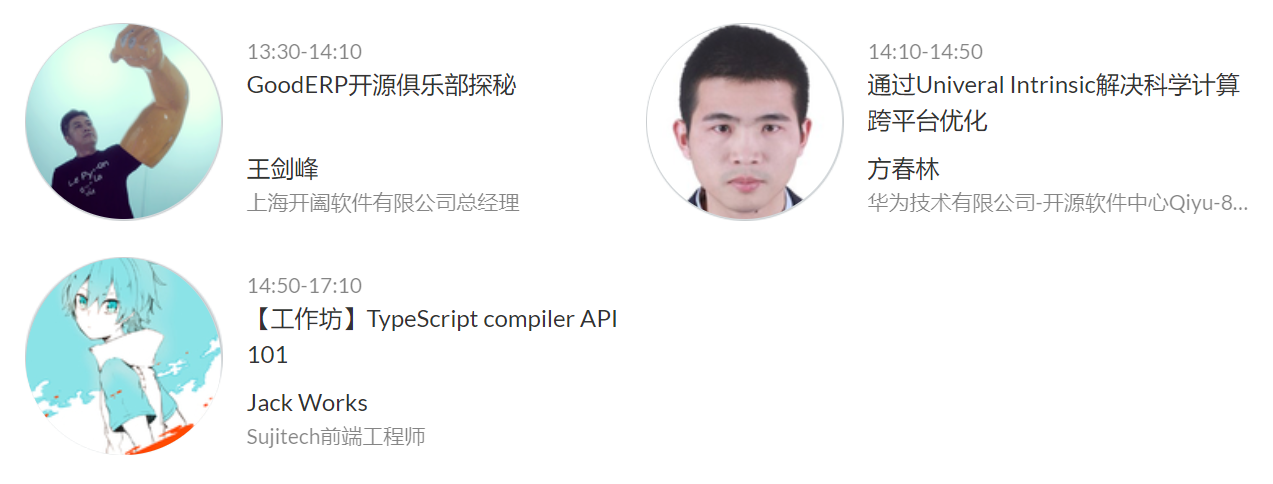 13:30-14:10
GoodERP开源俱乐部探秘
王剑峰
上海开阖软件有限公司总经理
14:10-14:50
通过Univeral Intrinsic解决科学计算
跨平台优化
方春林
华为技术有限公司-开源软件中心Qiyu-8...
14:50-17:10
【工作坊】TypeScript compiler API
101
Jack Works
Sujitech前端工程师